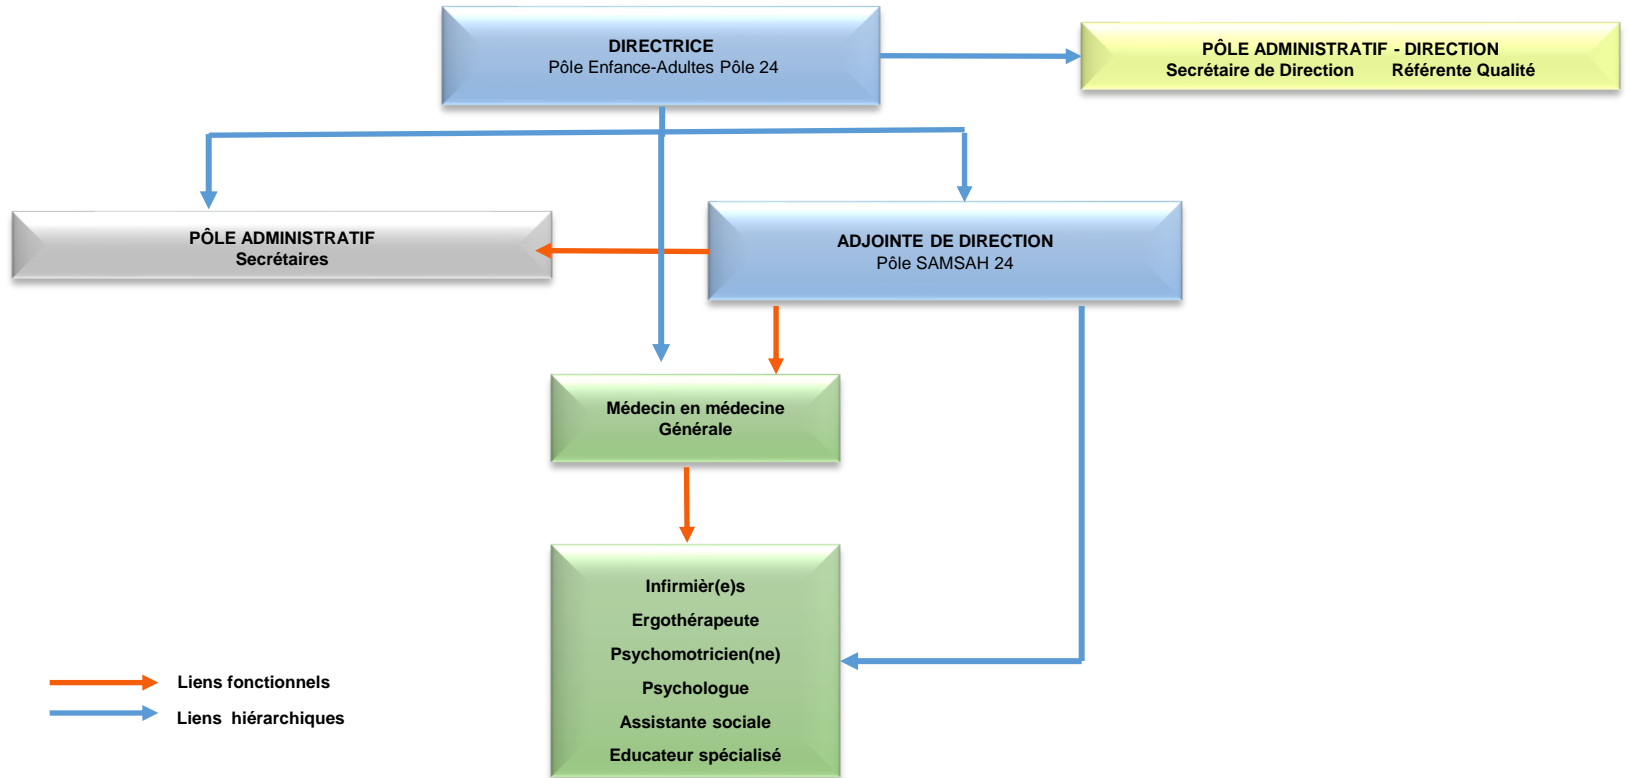 DIRECTRICE
Pôle Enfance-Adultes Pôle 24
PÔLE ADMINISTRATIF - DIRECTION
Secrétaire de Direction Référente Qualité
PÔLE ADMINISTRATIF
Secrétaires
ADJOINTE DE DIRECTION
Pôle SAMSAH 24
Médecin en médecine
Générale
Infirmièr(e)s
Ergothérapeute
Psychomotricien(ne)
Psychologue
Assistante sociale
Educateur spécialisé
Liens fonctionnels
Liens hiérarchiques